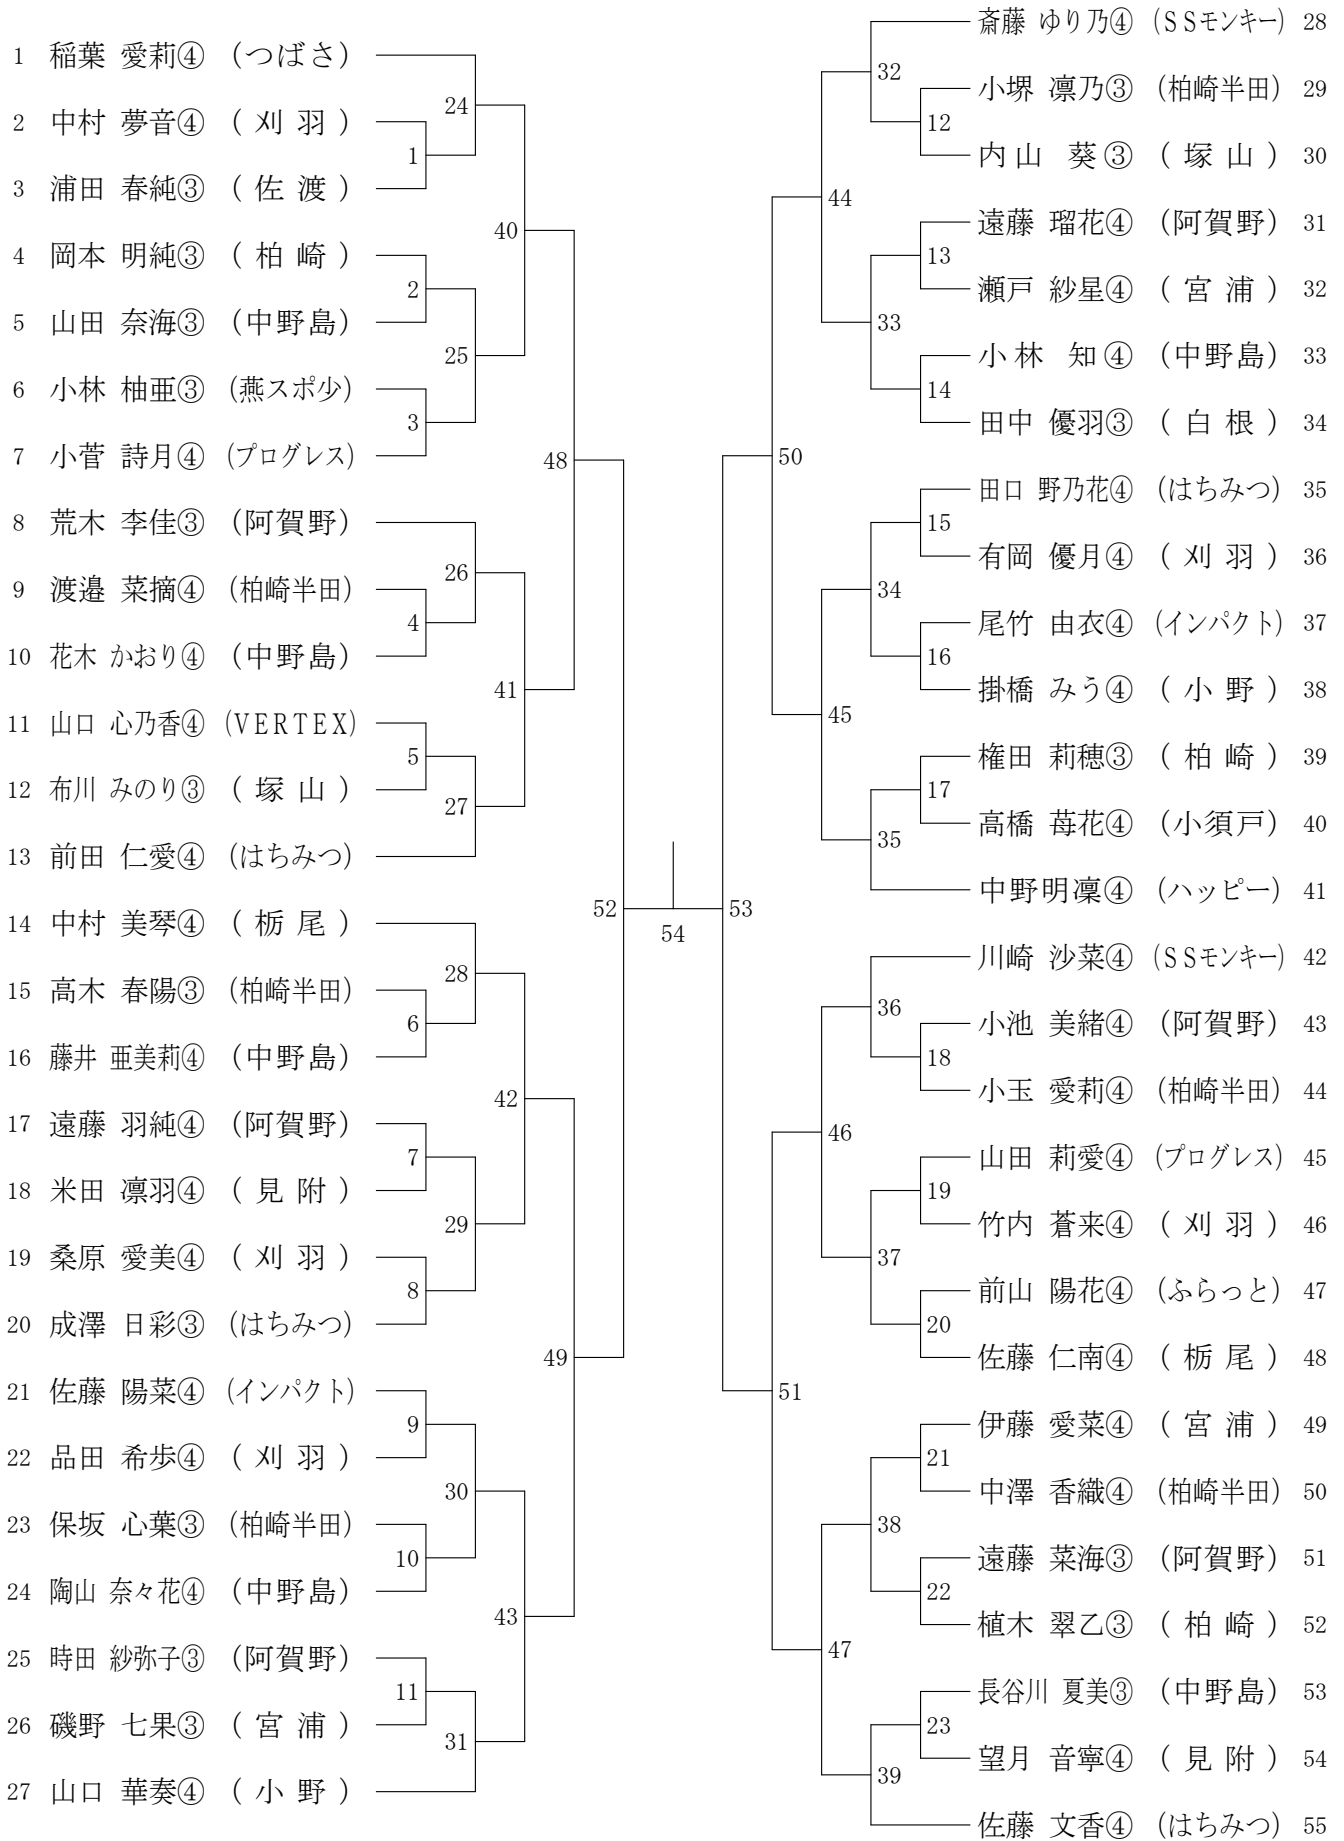 1 稲葉 愛莉④ (つばさ)
2 中村 夢音④ (刈 羽)
3 浦田 春純③ (佐 渡)
4 岡本 明純③ (柏 崎)
5 山田 奈海③ (中野島)
6 小林 柚亜③ (燕スポ少)
7 小菅 詩月④ (プログレス)
8 荒木 李佳③ (阿賀野)
9 渡邉 菜摘④ (柏崎半田)
10 花木 かおり④ (中野島)
11 山口 心乃香④ (VERTEX)
12 布川 みのり③ (塚 山)
13 前田 仁愛④ (はちみつ)
14 中村 美琴④ (栃 尾)
15 高木 春陽③ (柏崎半田)
16 藤井 亜美莉④ (中野島)
17 遠藤 羽純④ (阿賀野)
18 米田 凛羽④ (見 附)
19 桑原 愛美④ (刈 羽)
20 成澤 日彩③ (はちみつ)
21 佐藤 陽菜④ (インパクト)
22 品田 希歩④ (刈 羽)
23 保坂 心葉③ (柏崎半田)
24 陶山 奈々花④ (中野島)
25 時田 紗弥子③ (阿賀野)
26 磯野 七果③ (宮 浦)
27 山口 華奏④ (小 野)
1
2
3
4
5
6
7
8
9
10
11
24
25
26
27
28
29
30
31
40
41
42
43
48
49
52
54
53
50
51
44
45
46
47
32
33
34
35
36
37
38
39
12
13
14
15
16
17
18
19
20
21
22
23
斎藤 ゆり乃④ (SSモンキー) 28
小堺 凛乃③ (柏崎半田) 29
内山 葵③ (塚 山) 30
遠藤 瑠花④ (阿賀野) 31
瀬戸 紗星④ (宮 浦) 32
小林 知④ (中野島) 33
田中 優羽③ (白 根) 34
田口 野乃花④ (はちみつ) 35
有岡 優月④ (刈 羽) 36
尾竹 由衣④ (インパクト) 37
掛橋 みう④ (小 野) 38
権田 莉穂③ (柏 崎) 39
高橋 苺花④ (小須戸) 40
中野明凜④ (ハッピー) 41
川崎 沙菜④ (SSモンキー) 42
小池 美緒④ (阿賀野) 43
小玉 愛莉④ (柏崎半田) 44
山田 莉愛④ (プログレス) 45
竹内 蒼来④ (刈 羽) 46
前山 陽花④ (ふらっと) 47
佐藤 仁南④ (栃 尾) 48
伊藤 愛菜④ (宮 浦) 49
中澤 香織④ (柏崎半田) 50
遠藤 菜海③ (阿賀野) 51
植木 翠乙③ (柏 崎) 52
長谷川 夏美③ (中野島) 53
望月 音寧④ (見 附) 54
佐藤 文香④ (はちみつ) 55